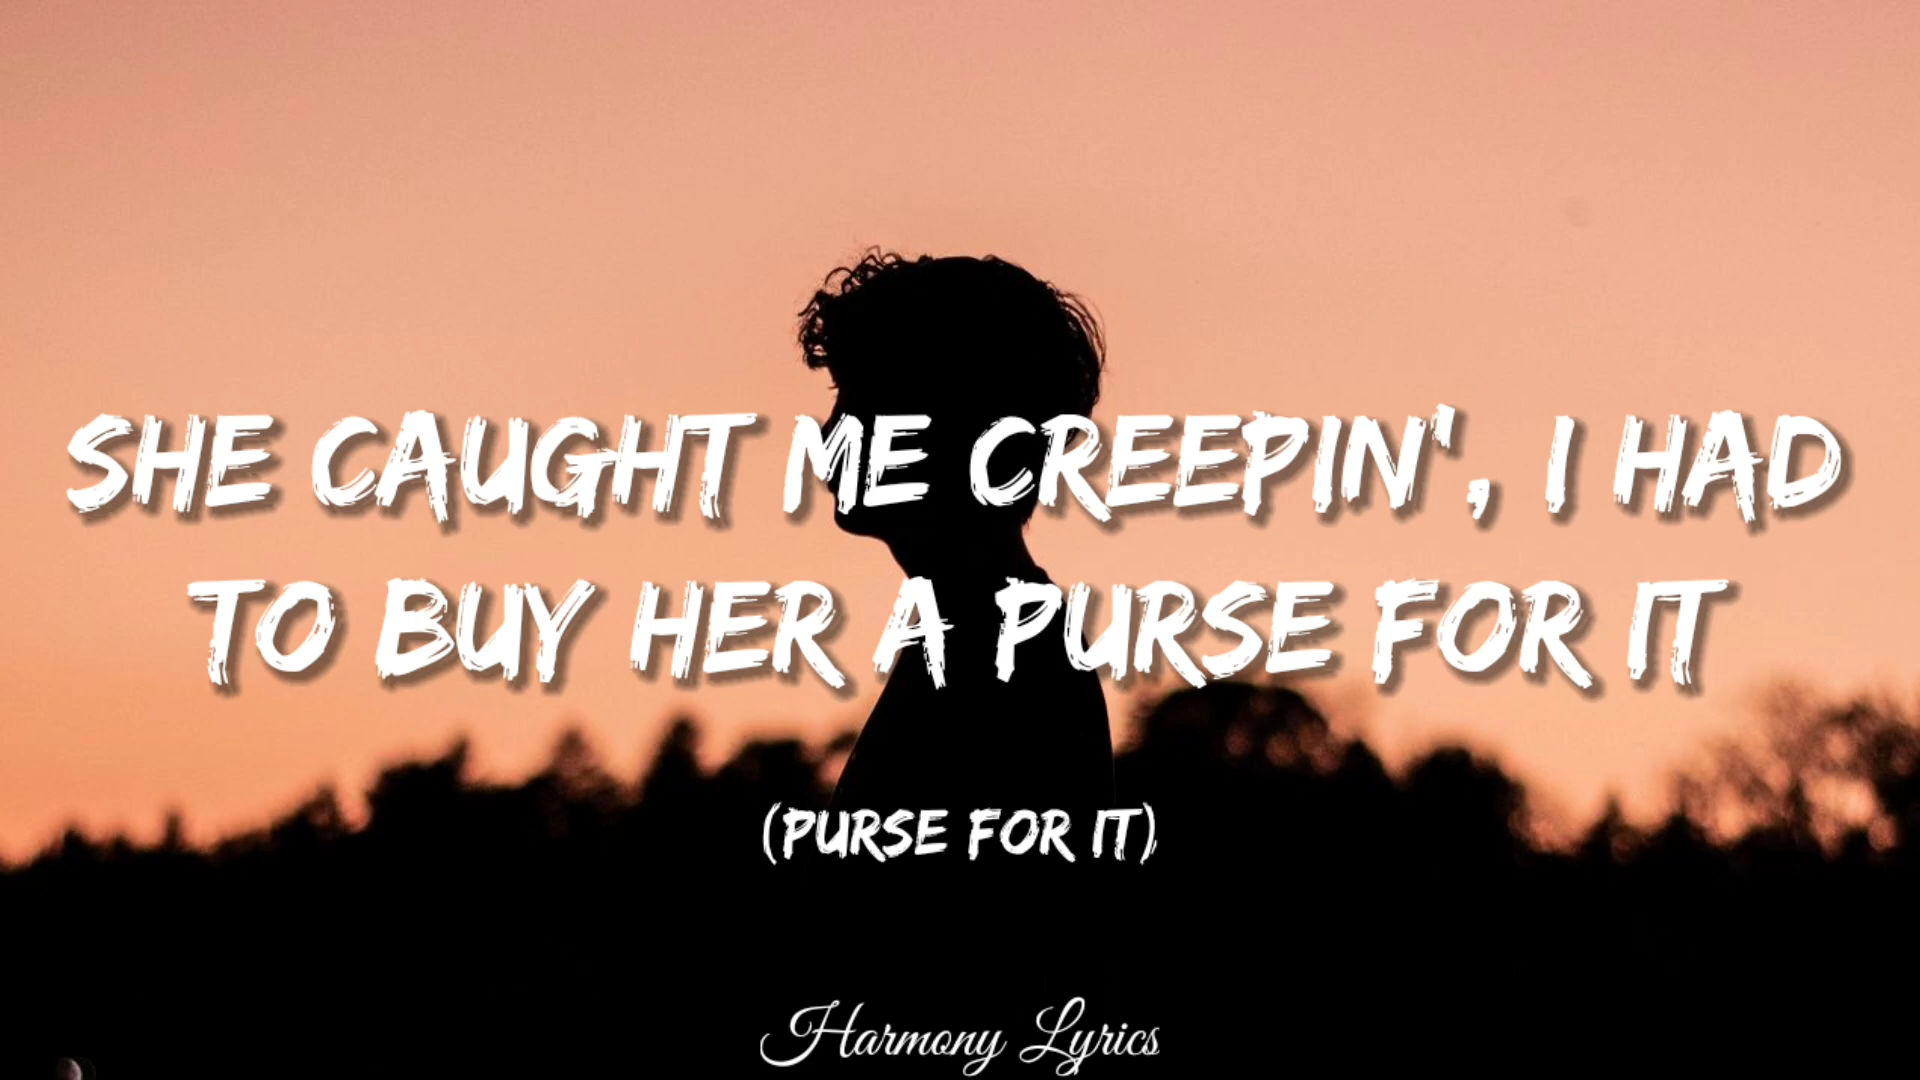 SHE CAUGHT ME CREEPIN', I HAD
TO BUY HER A PURSE FOR IT
(PURSE FOR IT)
Harmony Lyrics